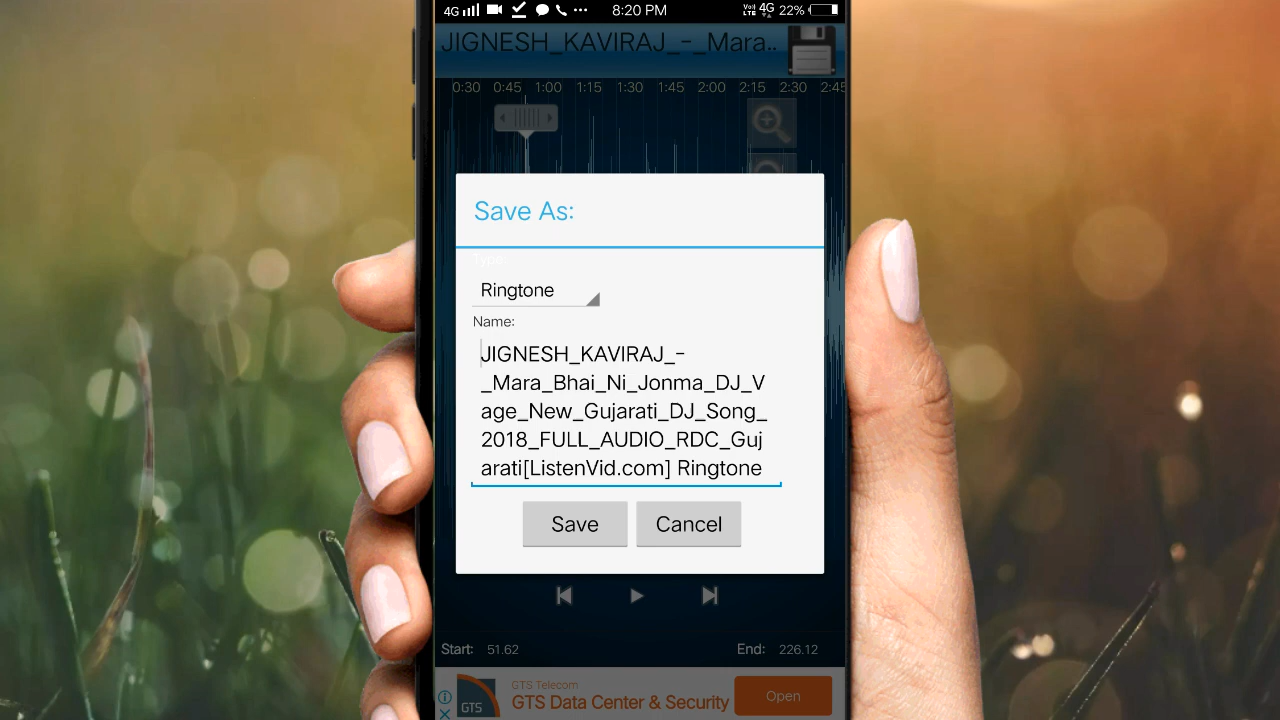 4G 8:20 PM VoI LTE 4G 22%
JIGNESH_KAVIRAJ_-_Mara..
0:30 0:45 1:00 1:15 1:30 1:45 2:00 2:15 2:30 2:45
Save As:
Type:
Ringtone
Name:
JIGNESH_KAVIRAJ_-
_Mara_Bhai_Ni_Jonma_DJ_V
age_New_Gujarati_DJ_Song_
2018_FULL_AUDIO_RDC_Guj
arati[ListenVid.com] Ringtone
Save Cancel
Start: 51.62 End: 226.12
GTS
GTS Telecom
GTS Data Center & Security
Open